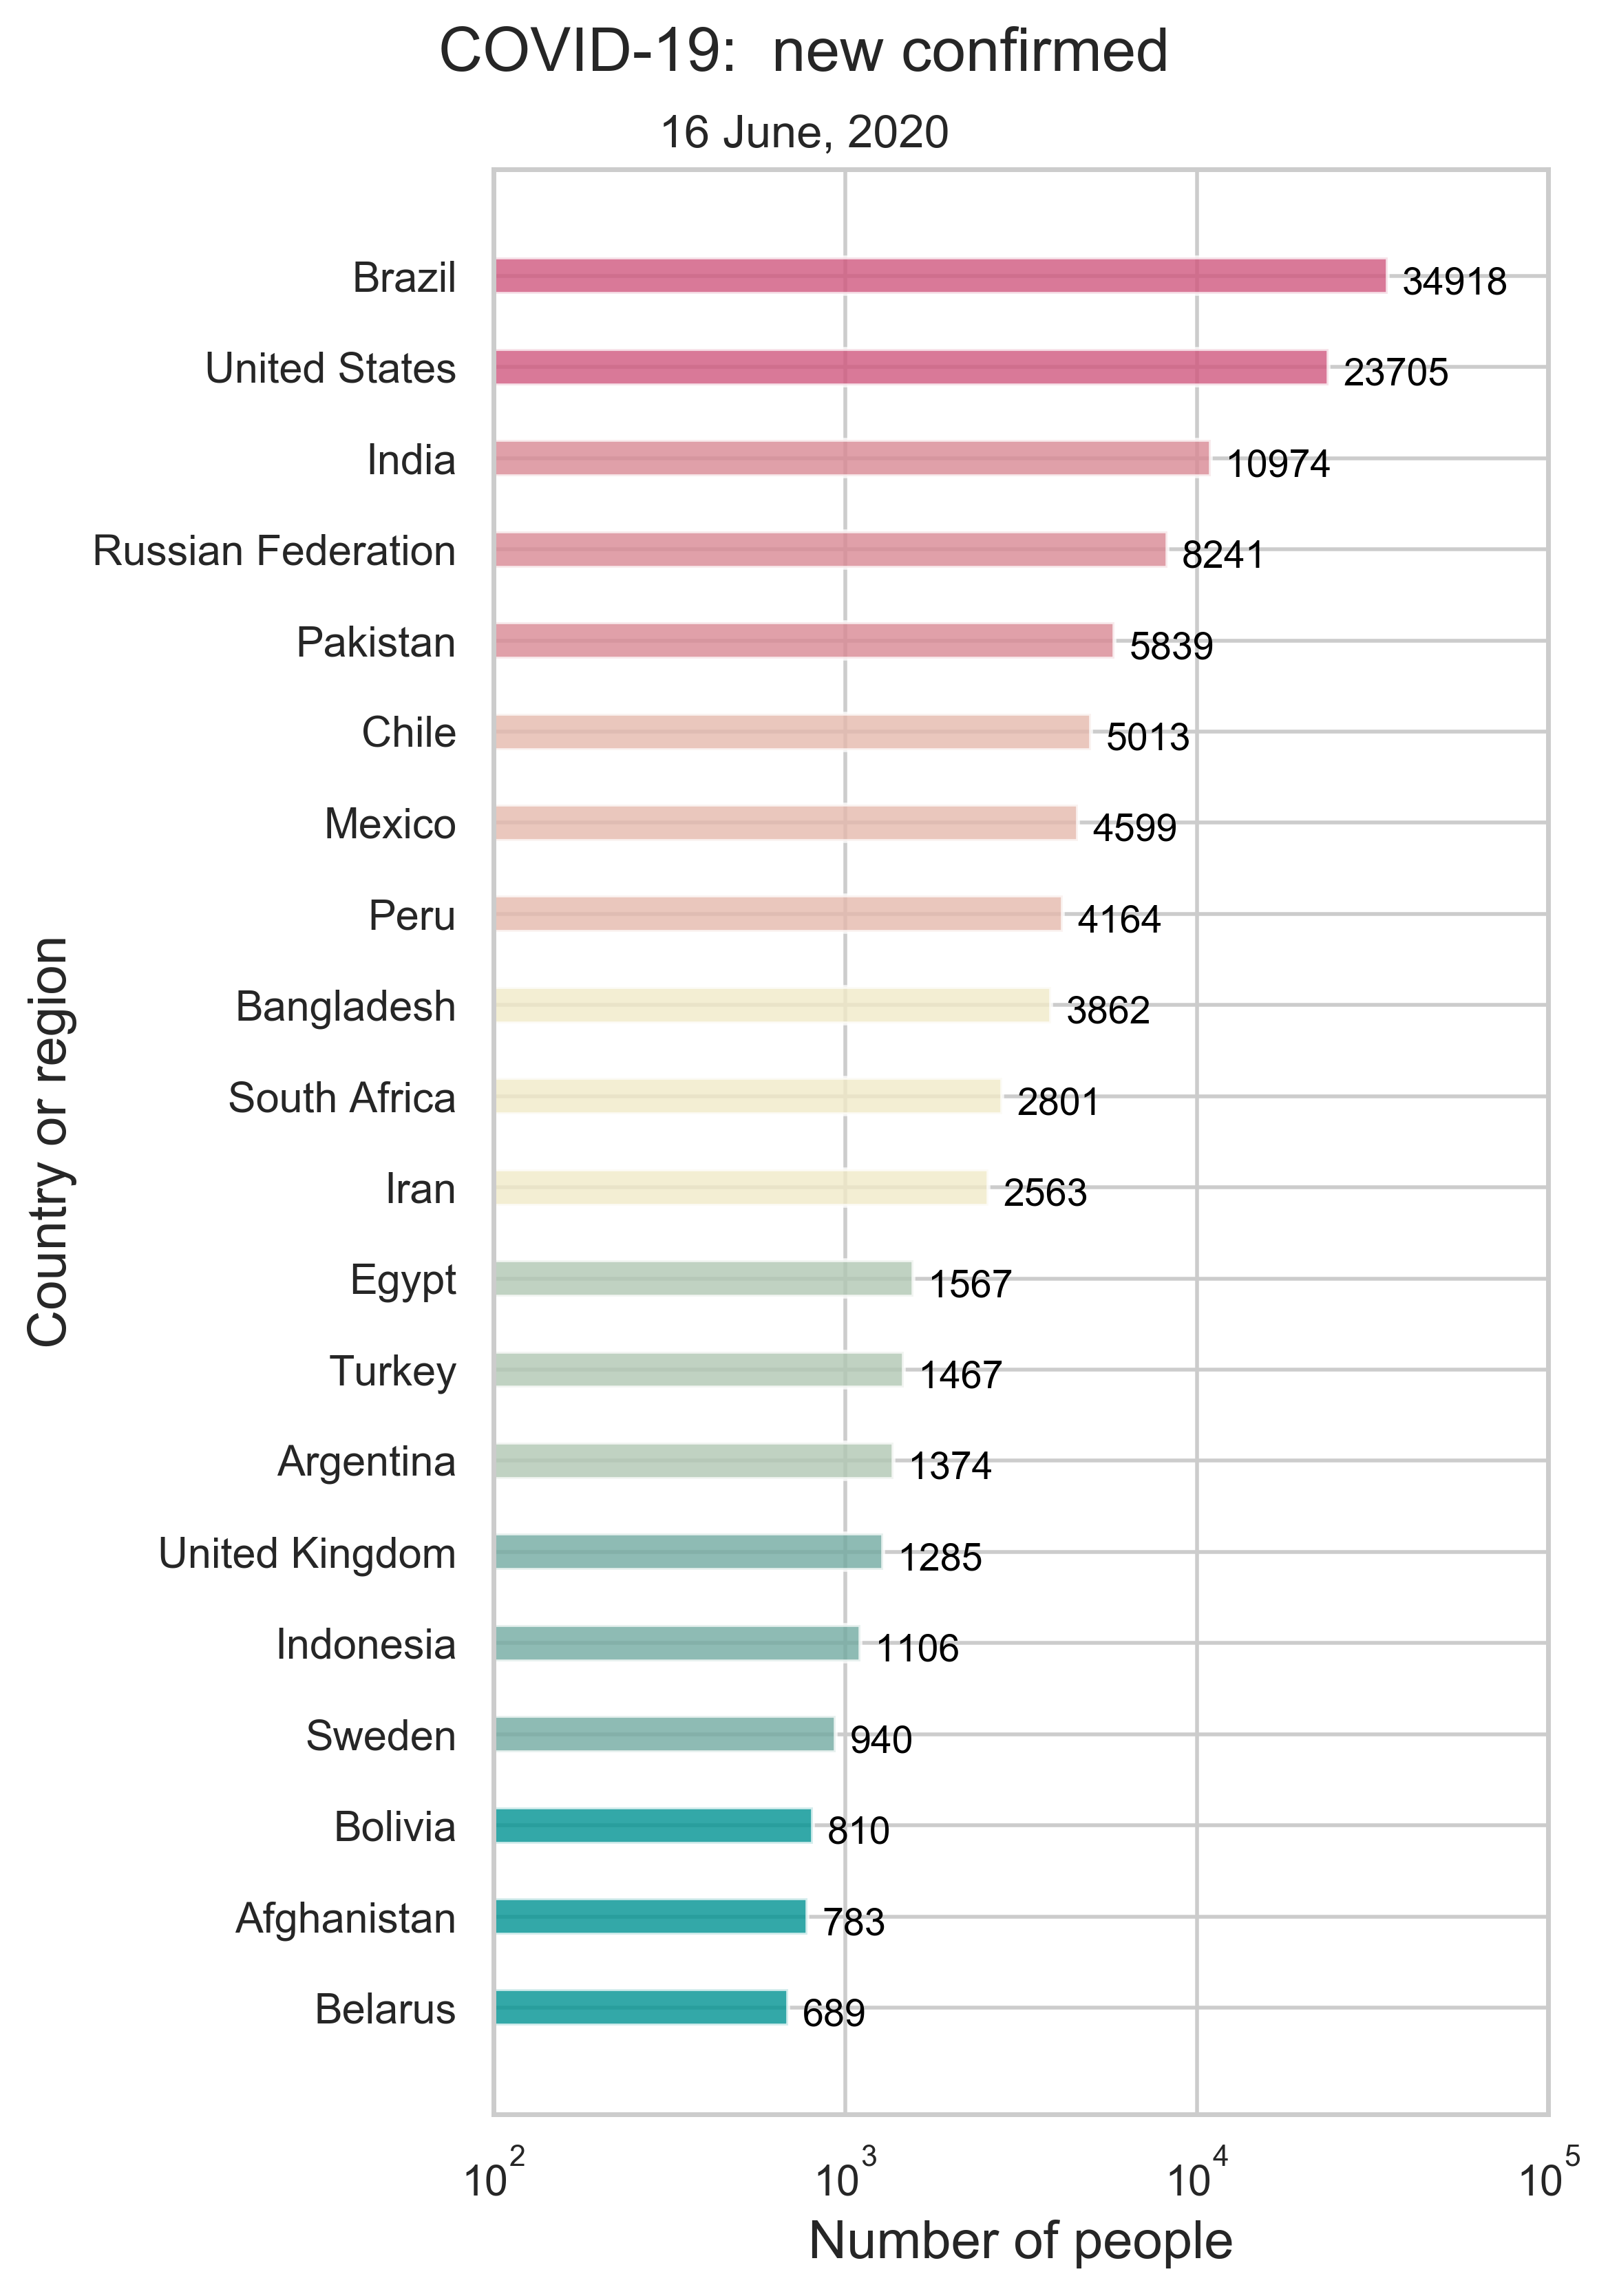 COVID-19:  new confirmed
16 June, 2020
Country or region
Brazil 34918
United States 23705
India 10974
Russian Federation 8241
Pakistan 5839
Chile 5013
Mexico 4599
Peru 4164
Bangladesh 3862
South Africa 2801
Iran 2563
Egypt 1567
Turkey 1467
Argentina 1374
United Kingdom 1285
Indonesia 1106
Sweden 940
Bolivia 810
Afghanistan 783
Belarus 689
10² 10³ 10⁴ 10⁵
Number of people